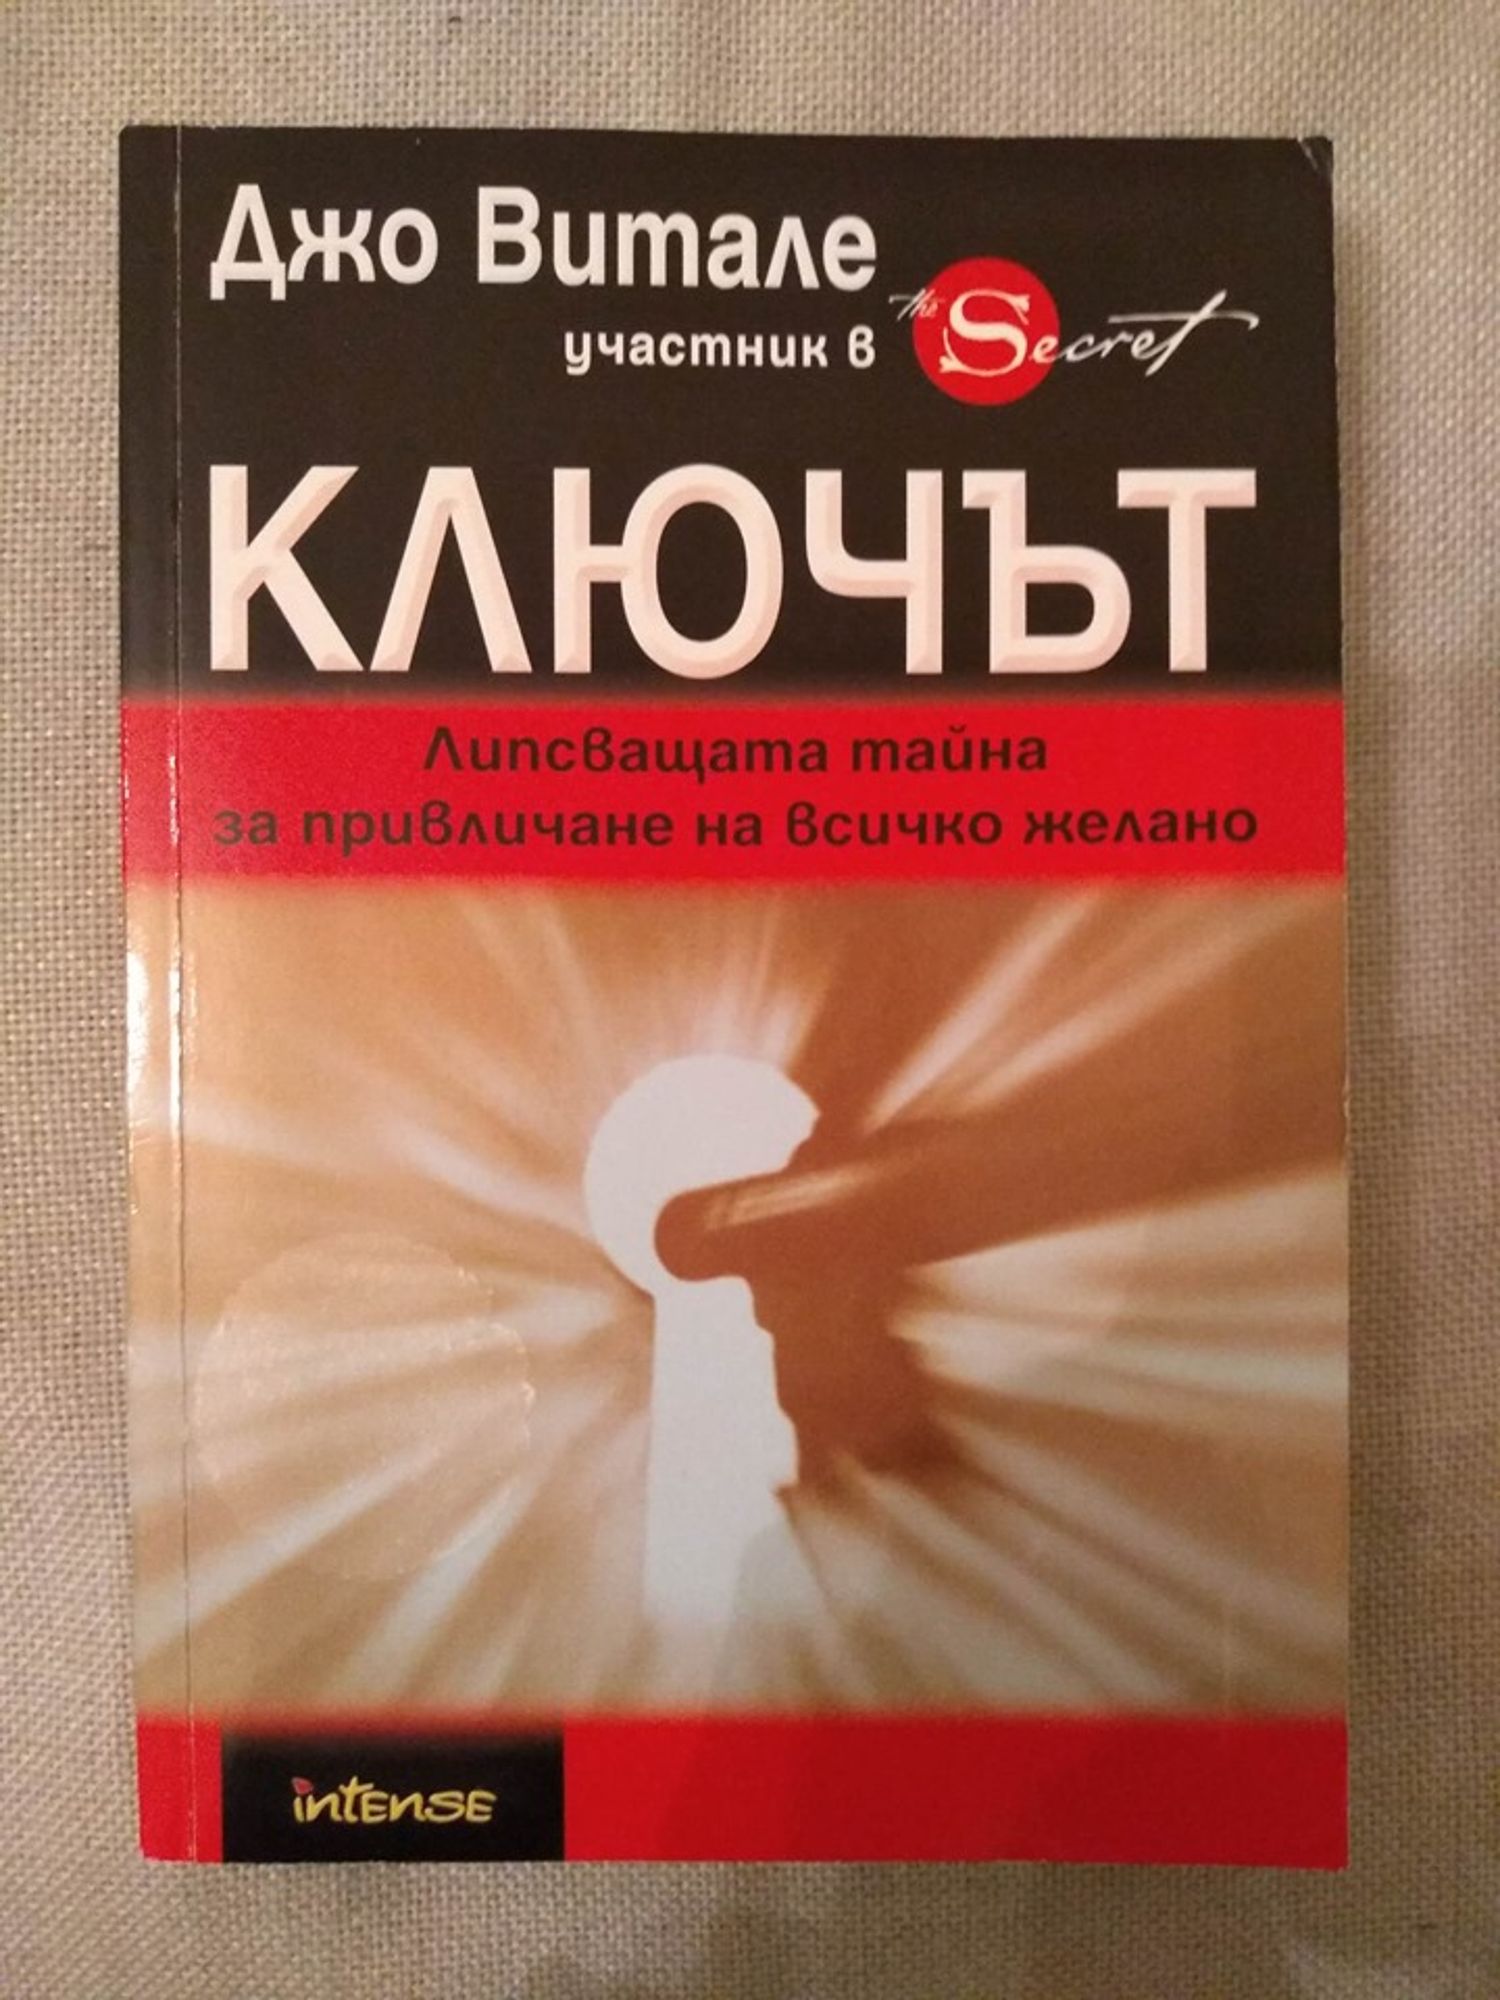 Джо Витале
участник в the Secret
КЛЮЧЪТ
Липсващата тайна
за привличане на всичко желано
intense